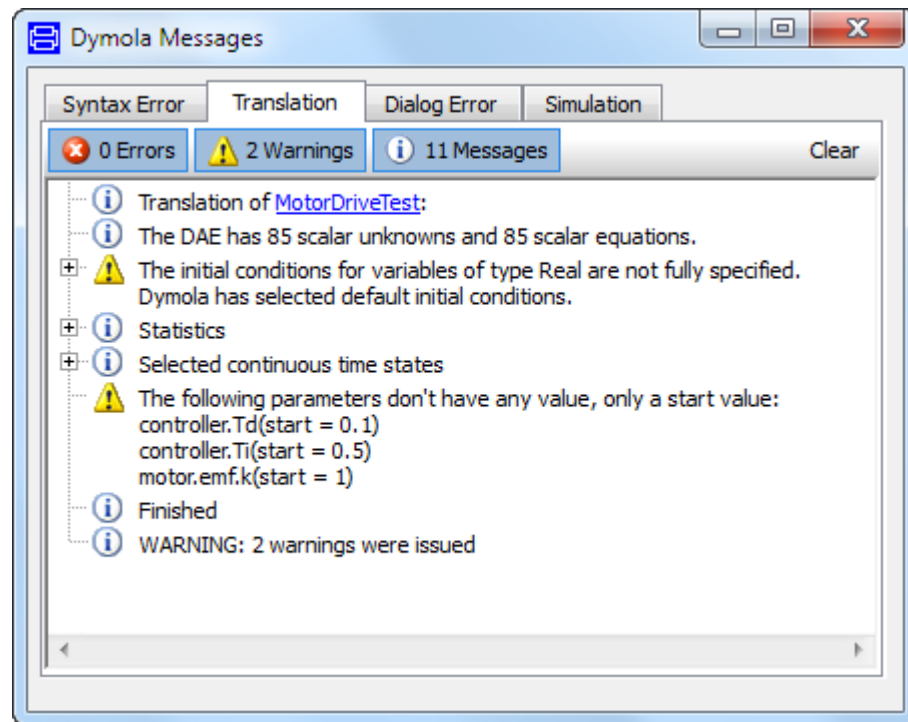 Dymola Messages
Syntax Error
Translation
Dialog Error
Simulation
0 Errors
2 Warnings
11 Messages
Clear
Translation of MotorDriveTest:
The DAE has 85 scalar unknowns and 85 scalar equations.
The initial conditions for variables of type Real are not fully specified.
Dymola has selected default initial conditions.
Statistics
Selected continuous time states
The following parameters don't have any value, only a start value:
controller.Td(start = 0.1)
controller.Ti(start = 0.5)
motor.emf.k(start = 1)
Finished
WARNING: 2 warnings were issued